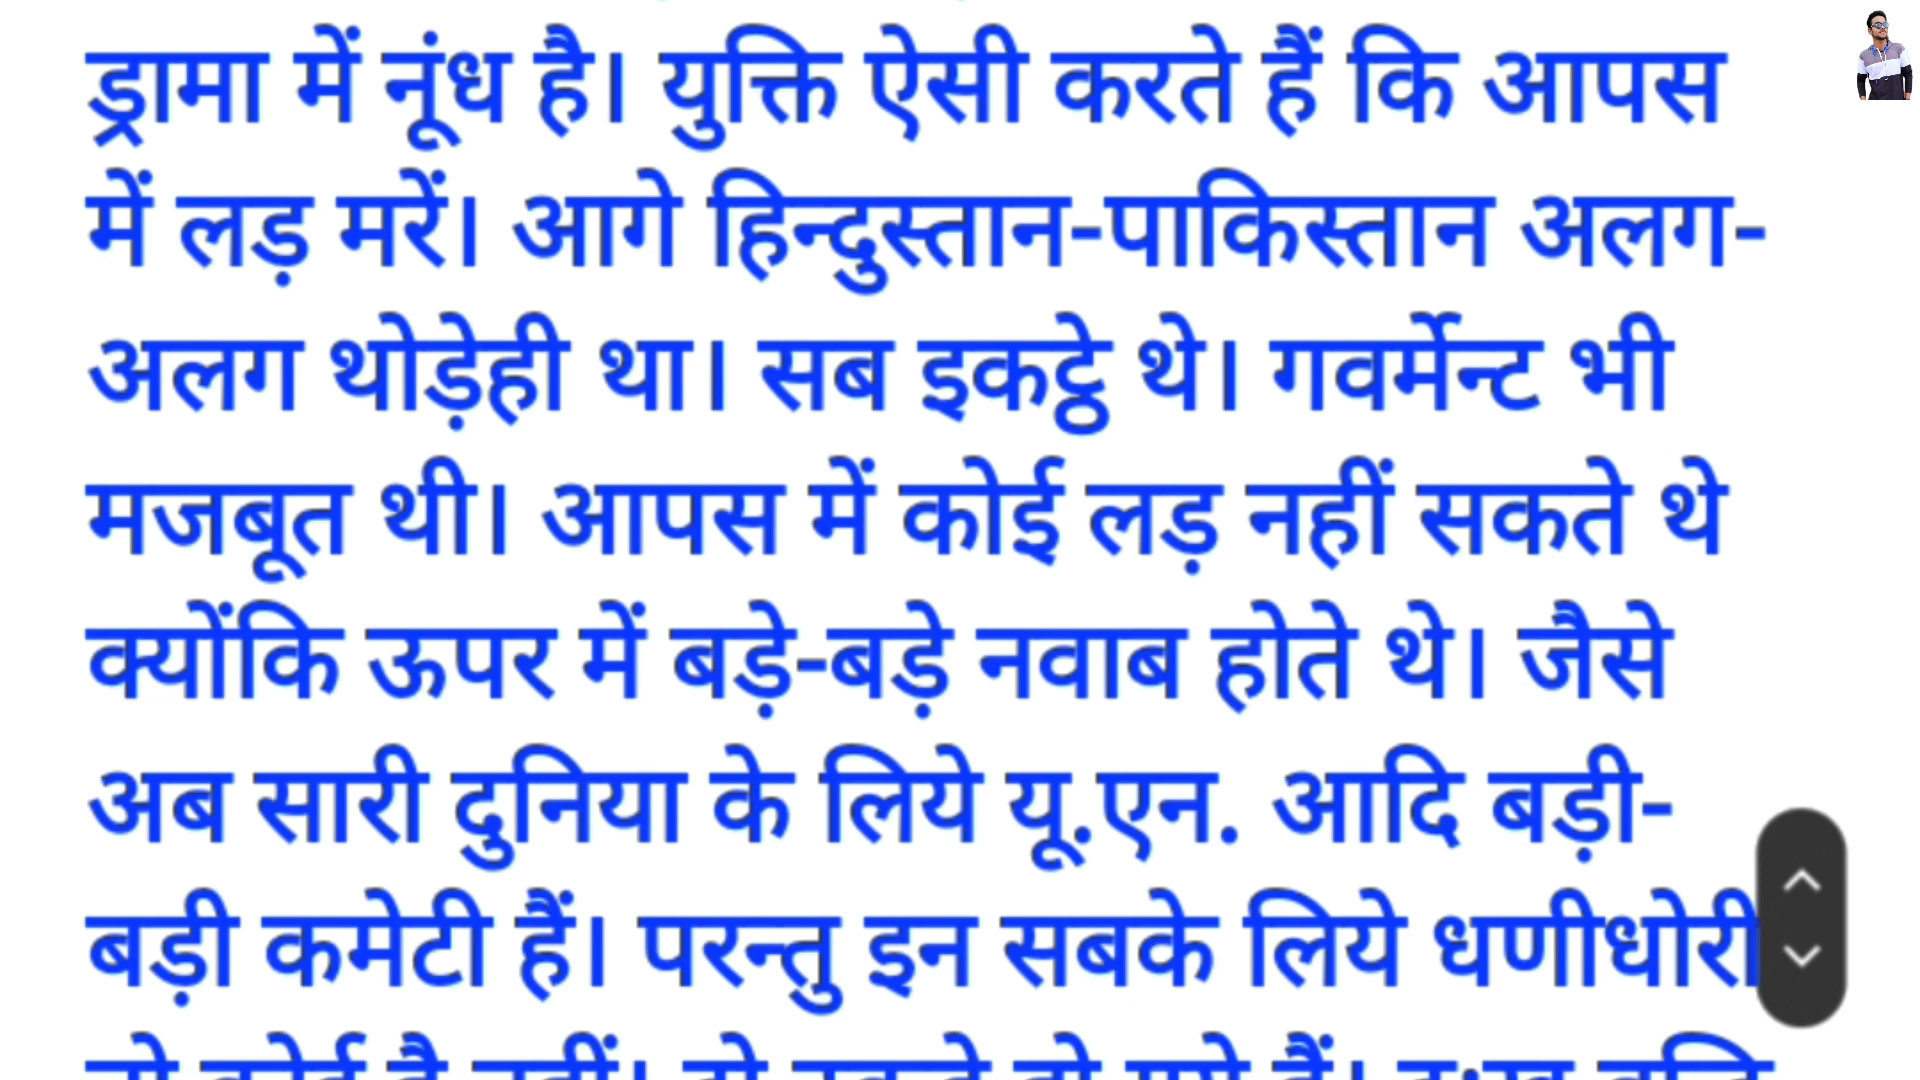 ड्रामा में नूंध है। युक्ति ऐसी करते हैं कि आपस
में लड़ मरें। आगे हिन्दुस्तान-पाकिस्तान अलग-
अलग थोड़ेही था। सब इकट्ठे थे। गवर्मेन्ट भी
मजबूत थी। आपस में कोई लड़ नहीं सकते थे
क्योंकि ऊपर में बड़े-बड़े नवाब होते थे। जैसे
अब सारी दुनिया के लिये यू.एन. आदि बड़ी-
बड़ी कमेटी हैं। परन्तु इन सबके लिये धणीधोरी